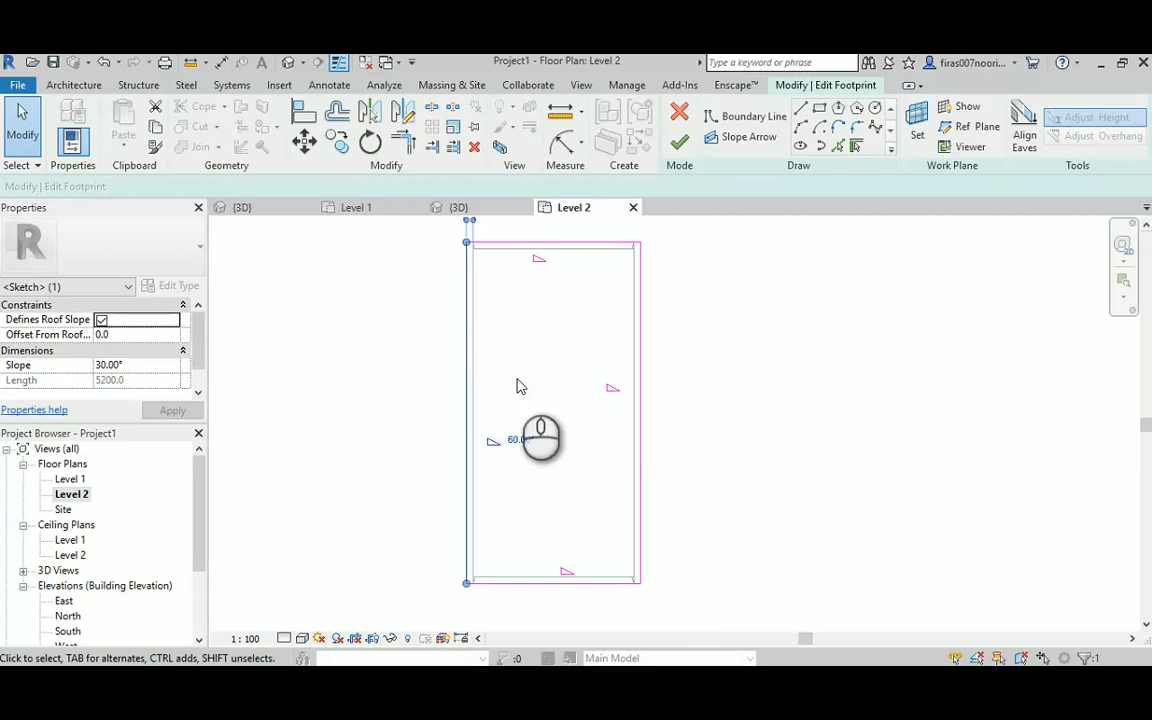 Project1 - Floor Plan: Level 2
Type a keyword or phrase
firas007noori...
File Architecture Structure Steel Systems Insert Annotate Analyze Massing & Site Collaborate View Manage Add-Ins Enscape™ Modify | Edit Footprint
Modify
Select
Properties
Paste
Clipboard
Cope
Cut
Join
Geometry
Modify
View
Measure
Create
Mode
Boundary Line
Slope Arrow
Draw
Set
Show
Ref Plane
Viewer
Work Plane
Align
Eaves
Adjust Height
Adjust Overhang
Tools
Modify | Edit Footprint
Properties
{3D} Level 1 {3D} Level 2
<Sketch> (1) Edit Type
Constraints
Defines Roof Slope
Offset From Roof... 0.0
Dimensions
Slope 30.00°
Length 5200.0
Properties help Apply
Project Browser - Project1
Views (all)
Floor Plans
Level 1
Level 2
Site
Ceiling Plans
Level 1
Level 2
3D Views
Elevations (Building Elevation)
East
North
South
1 : 100
Click to select, TAB for alternates, CTRL adds, SHIFT unselects.
:0
Main Model
:1